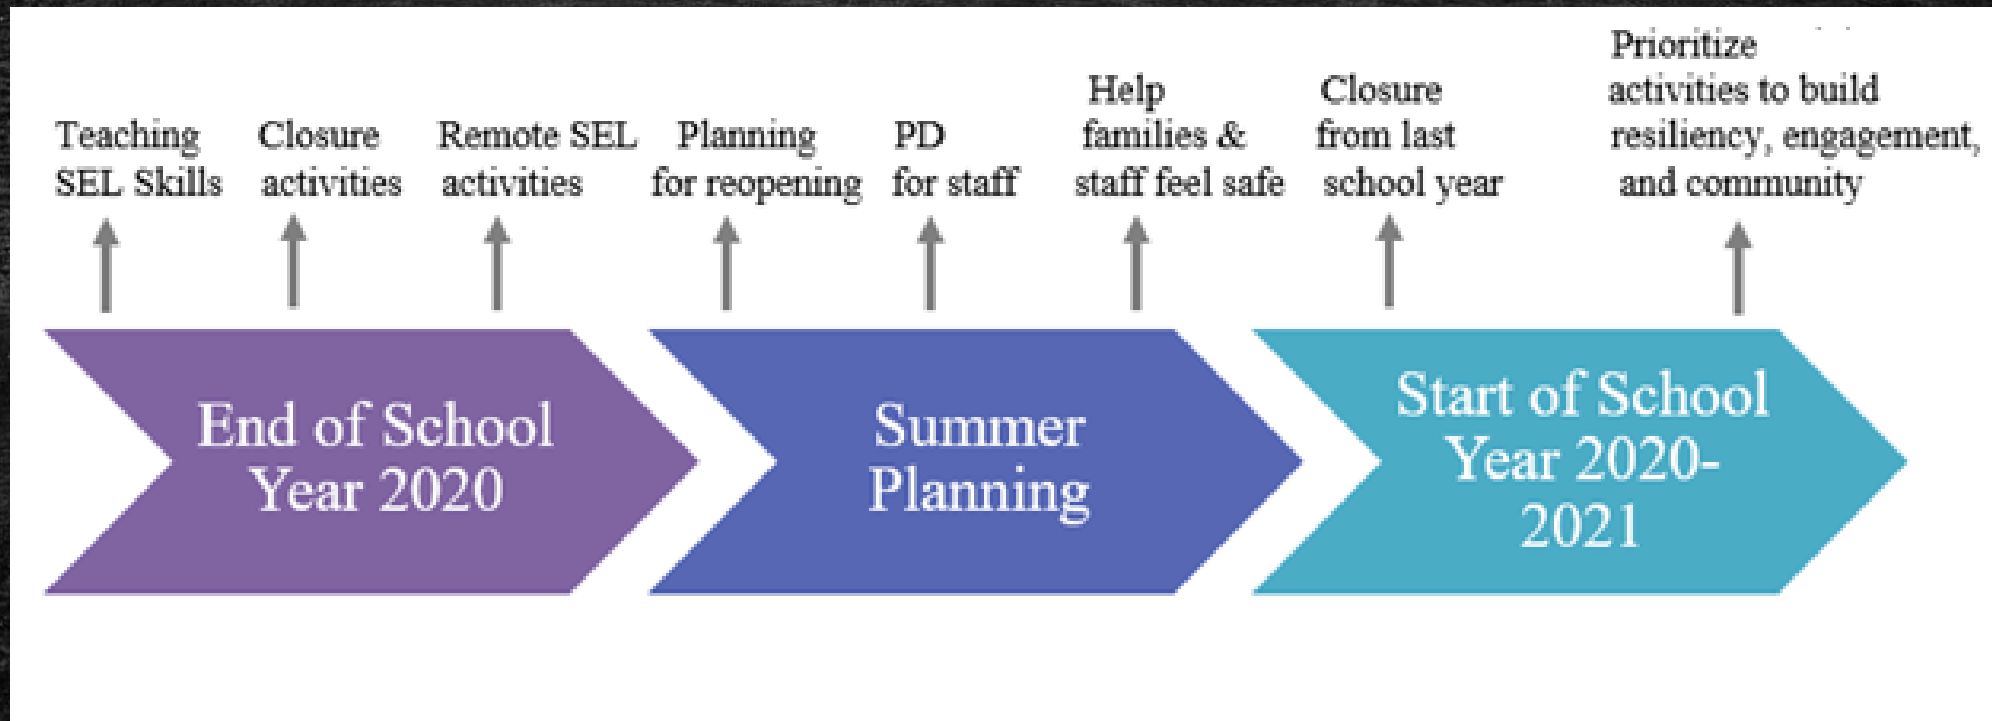 Teaching
SEL Skills
Closure
activities
Remote SEL
activities
Planning
for reopening
PD
for staff
Help
families &
staff feel safe
Closure
from last
school year
Prioritize
activities to build
resiliency, engagement,
and community
End of School
Year 2020
Summer
Planning
Start of School
Year 2020-
2021